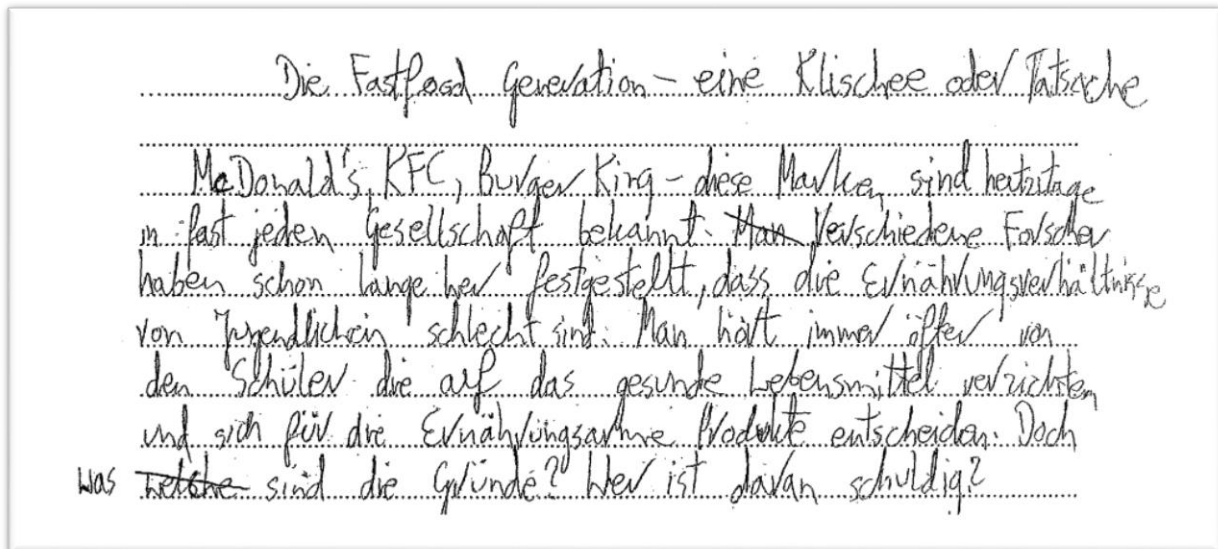 Die Fastfood Generation – eine Klischee oder Tatsache
McDonald's, KFC, Burger King – diese Marken sind heutzutage
in fast jeden Gesellschaft bekannt. Man Verschiedene Forscher
haben schon lange her festgestellt, dass die Ernährungsverhältnisse
von Jugendlichen schlecht sind. Man hört immer öfter von
den Schüler die auf das gesunde Lebensmittel verzichten
und sich für die Ernährungsarme Produkte entscheiden. Doch
was welche sind die Gründe? Wer ist daran schuldig?